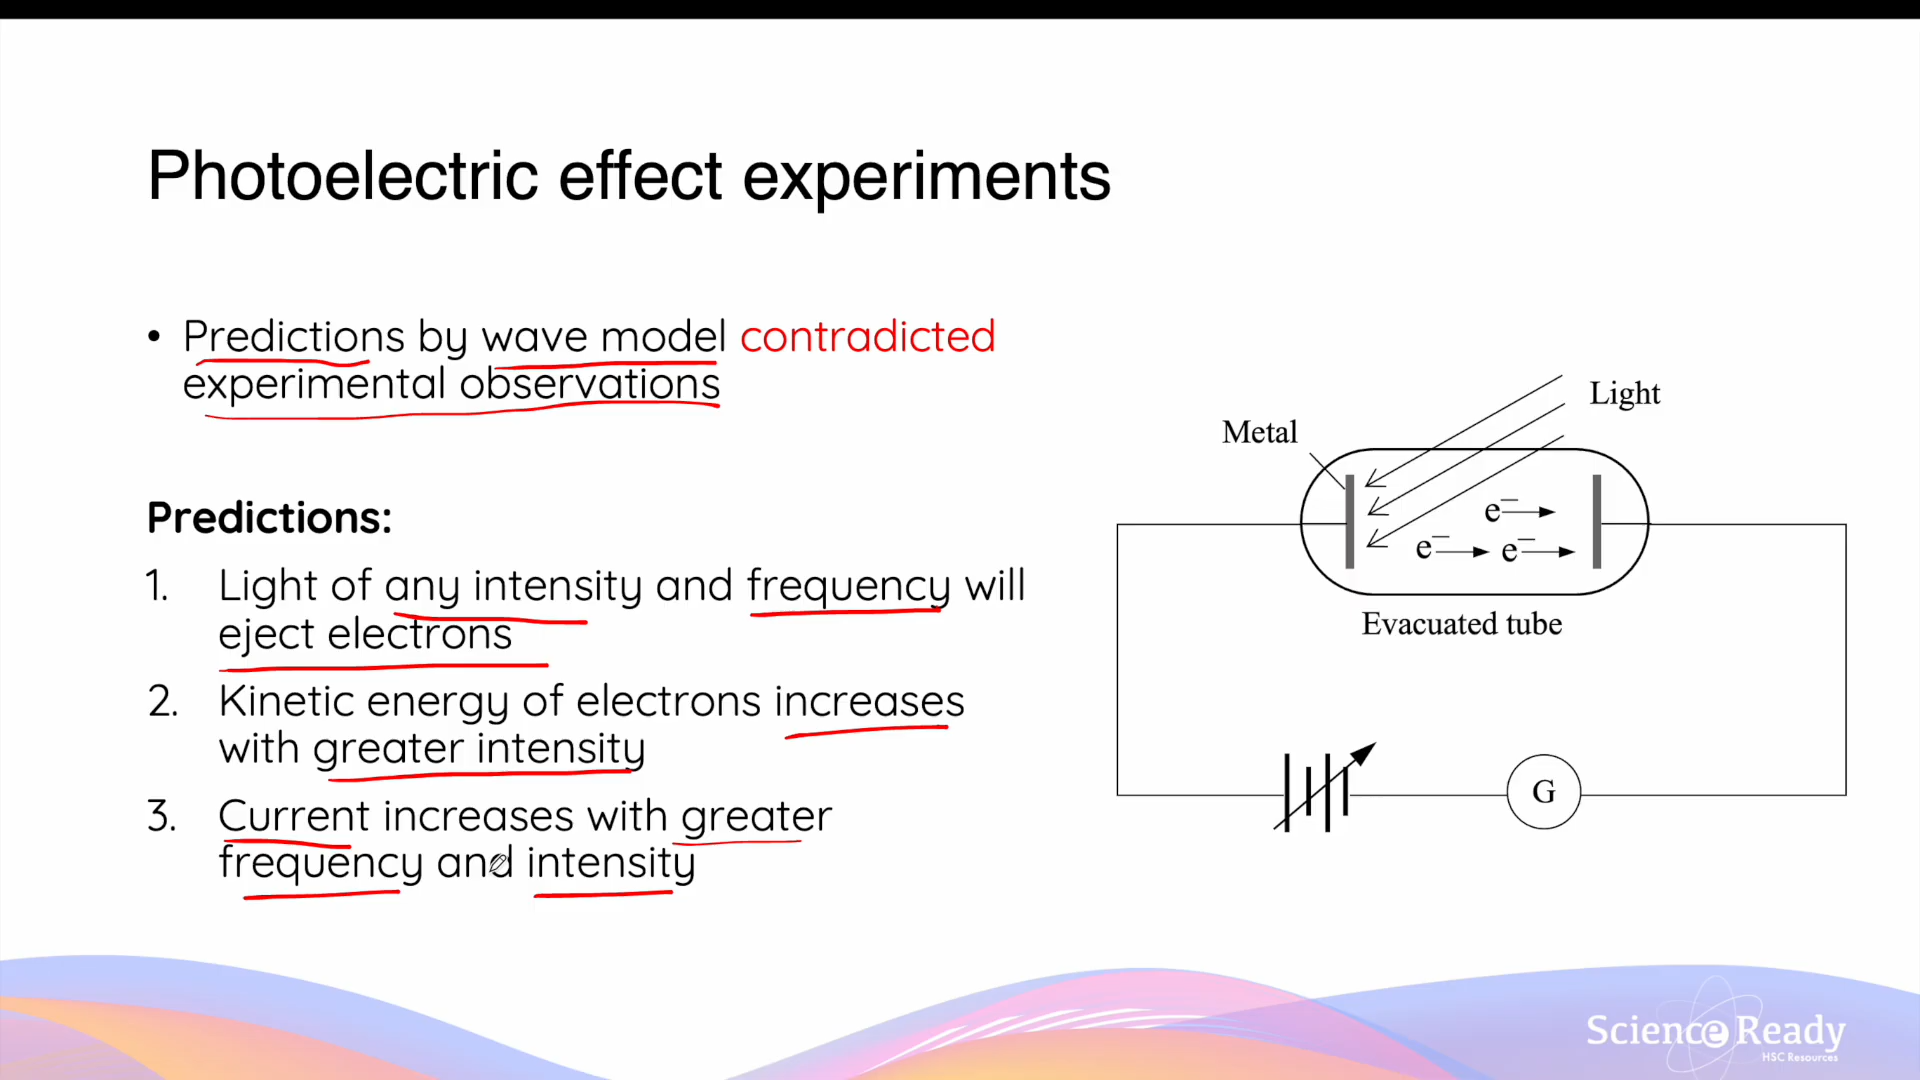 Photoelectric effect experiments
• Predictions by wave model contradicted
experimental observations
Predictions:
1. Light of any intensity and frequency will
eject electrons
2. Kinetic energy of electrons increases
with greater intensity
3. Current increases with greater
frequency and intensity
Light
Metal
e⁻
e⁻ e⁻
Evacuated tube
G
Science Ready
HSC Resources